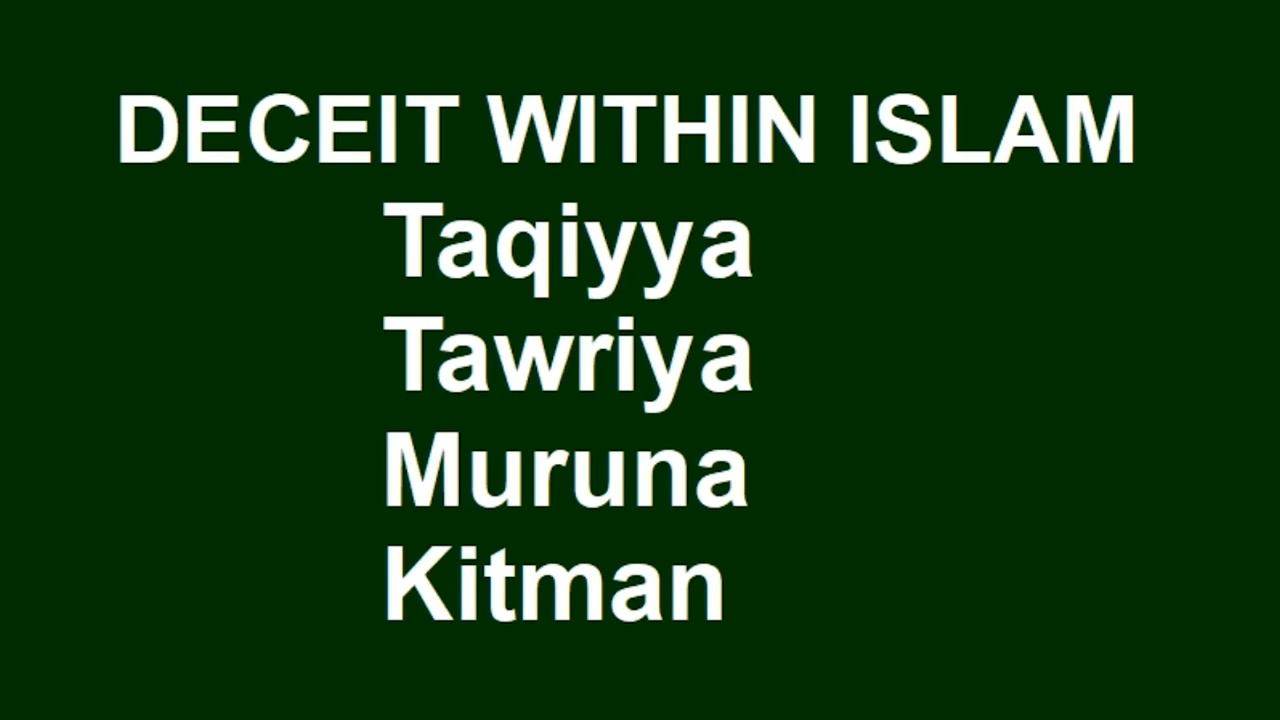 DECEIT WITHIN ISLAM
Taqiyya
Tawriya
Muruna
Kitman